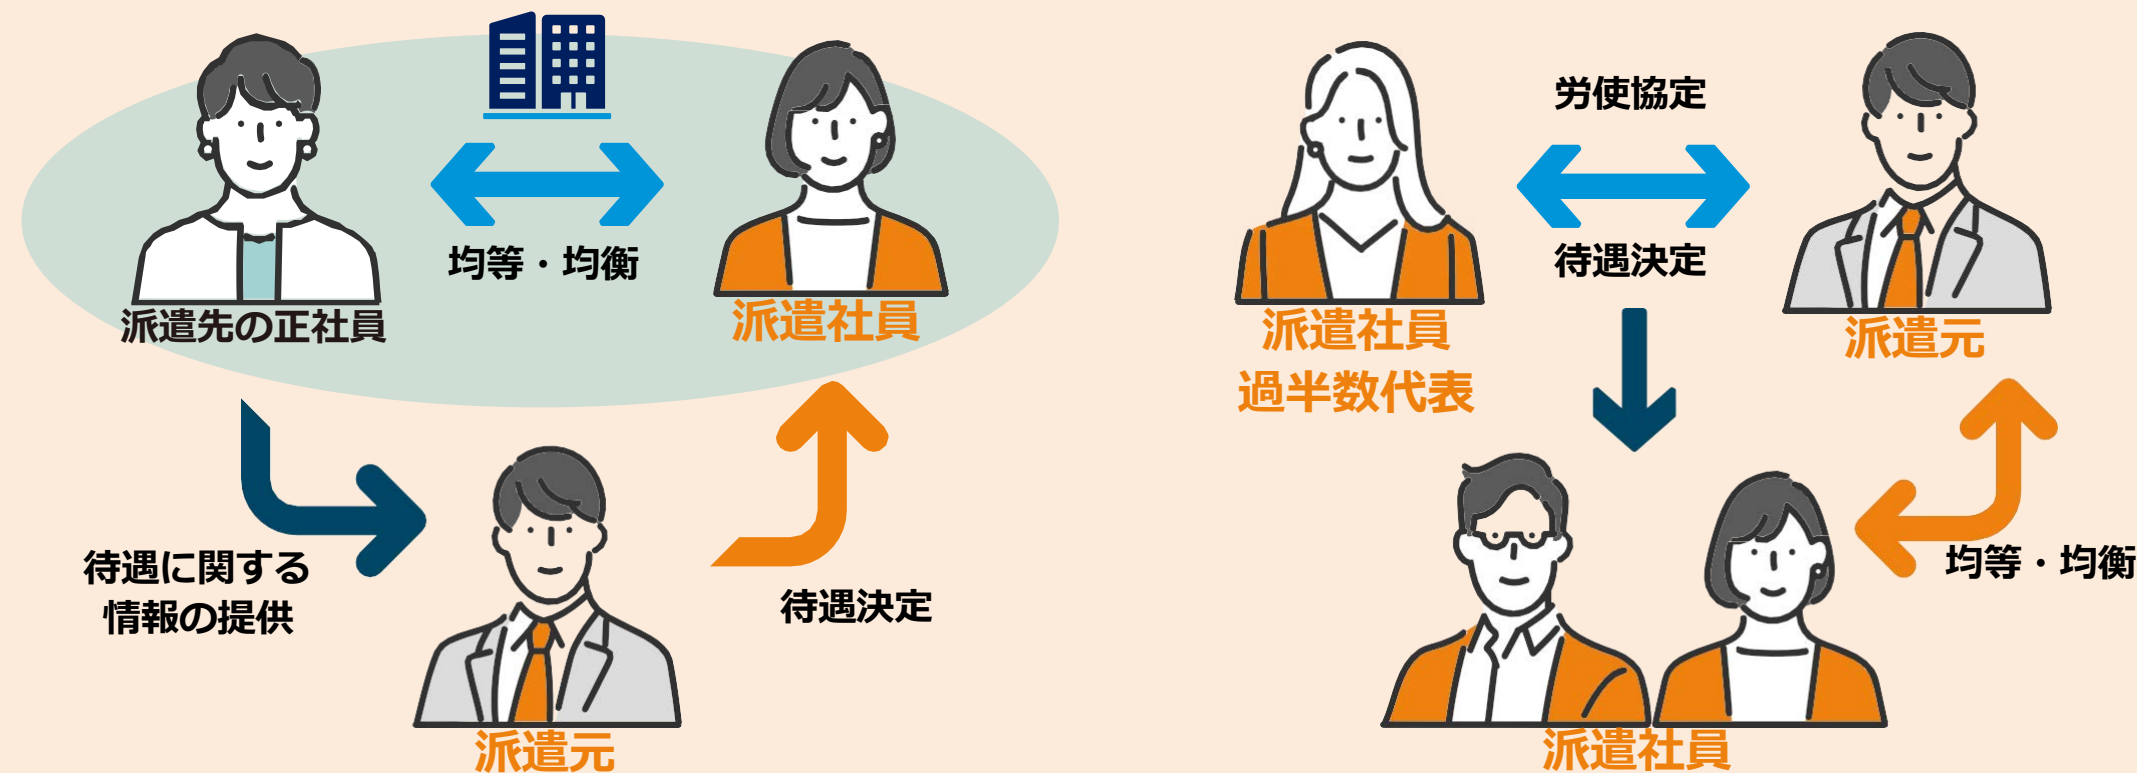 均等・均衡
派遣先の正社員
派遣社員
待遇に関する
情報の提供
待遇決定
派遣元
労使協定
待遇決定
派遣社員
過半数代表
派遣元
均等・均衡
派遣社員